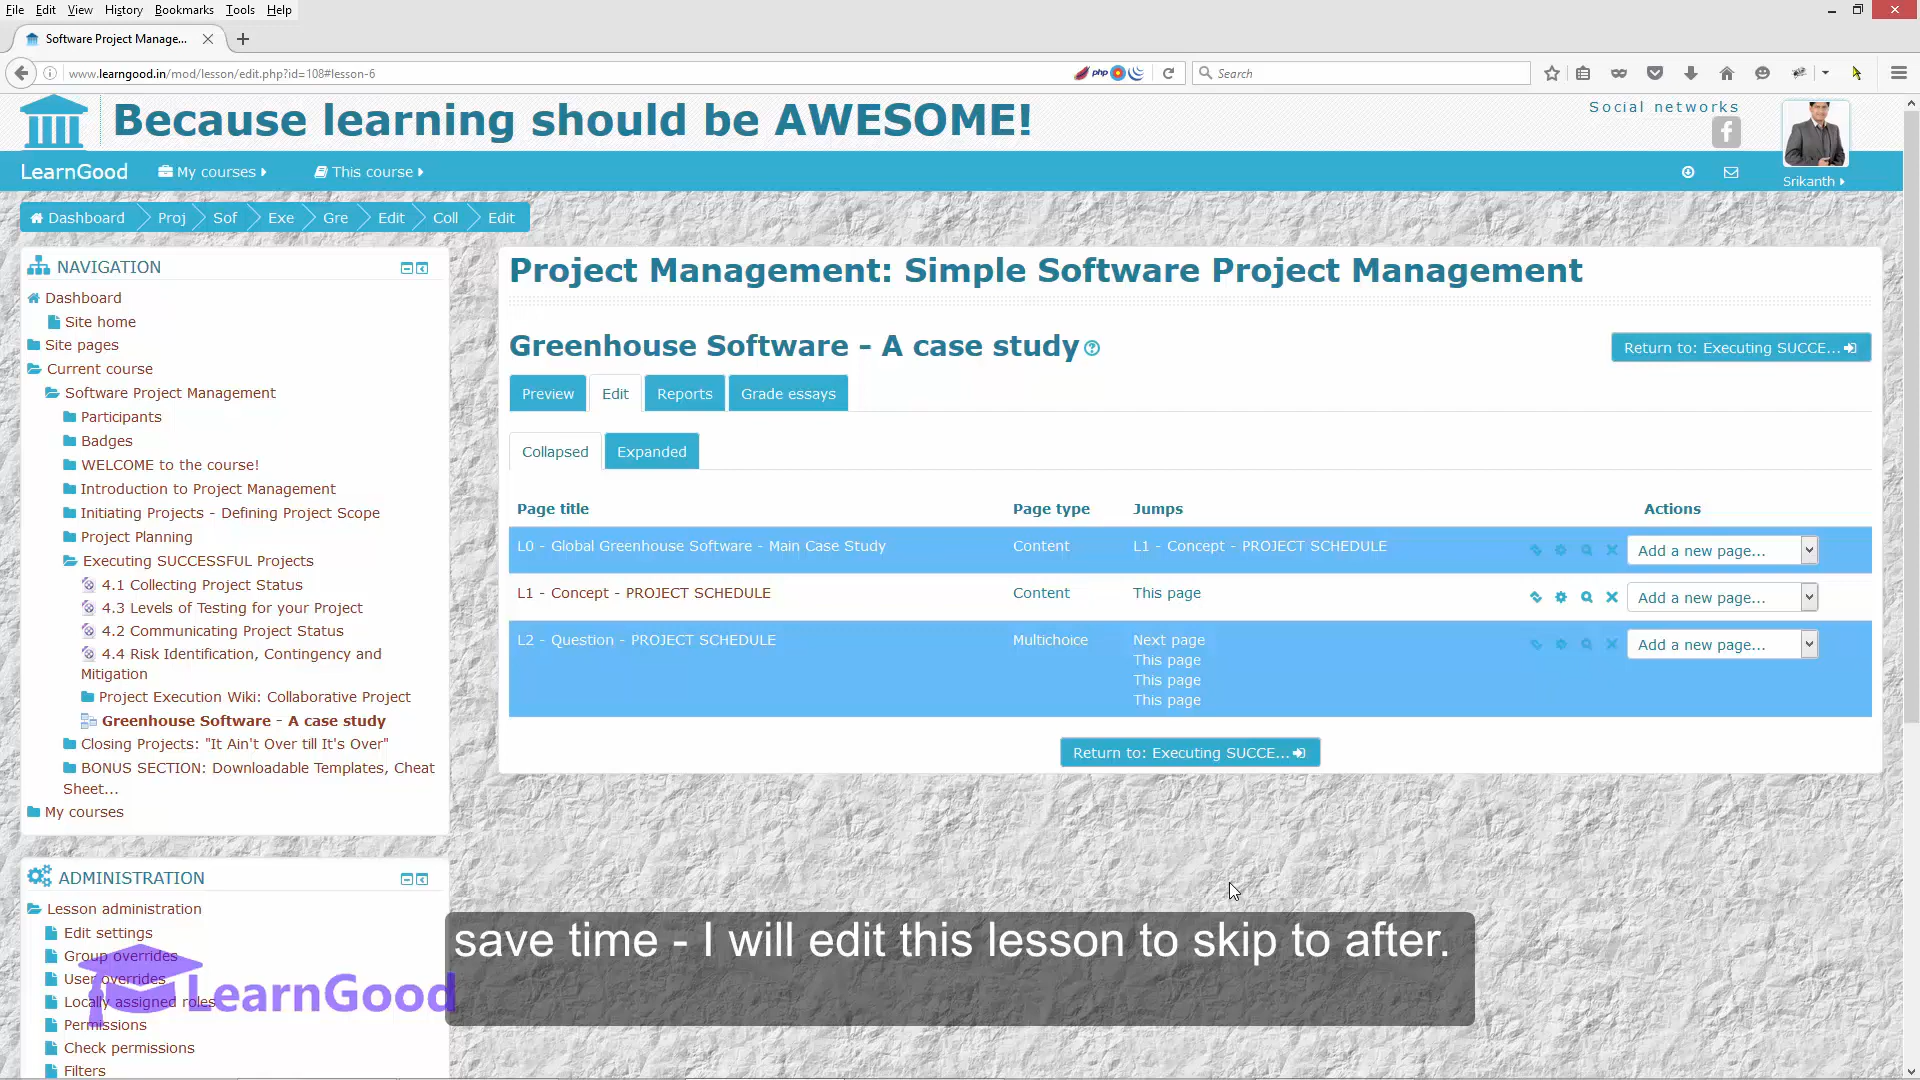 File Edit View History Bookmarks Tools Help
Software Project Manage...
www.learngood.in/mod/lesson/edit.php?id=108#lesson-6
php
Search
Because learning should be AWESOME!
Social networks
LearnGood
My courses
This course
Srikanth
Dashboard Proj Sof Exe Gre Edit Coll Edit
NAVIGATION
Dashboard
Site home
Site pages
Current course
Software Project Management
Participants
Badges
WELCOME to the course!
Introduction to Project Management
Initiating Projects - Defining Project Scope
Project Planning
Executing SUCCESSFUL Projects
4.1 Collecting Project Status
4.3 Levels of Testing for your Project
4.2 Communicating Project Status
4.4 Risk Identification, Contingency and
Mitigation
Project Execution Wiki: Collaborative Project
Greenhouse Software - A case study
Closing Projects: "It Ain't Over till It's Over"
BONUS SECTION: Downloadable Templates, Cheat
Sheet...
My courses
ADMINISTRATION
Lesson administration
Edit settings
Group overrides
User overrides
Locally assigned roles
Permissions
Check permissions
Filters
LearnGood
Project Management: Simple Software Project Management
Greenhouse Software - A case study
Return to: Executing SUCCE...
Preview Edit Reports Grade essays
Collapsed Expanded
Page title Page type Jumps Actions
L0 - Global Greenhouse Software - Main Case Study Content L1 - Concept - PROJECT SCHEDULE Add a new page...
L1 - Concept - PROJECT SCHEDULE Content This page Add a new page...
L2 - Question - PROJECT SCHEDULE Multichoice Next page Add a new page...
This page
This page
This page
Return to: Executing SUCCE...
save time - I will edit this lesson to skip to after.